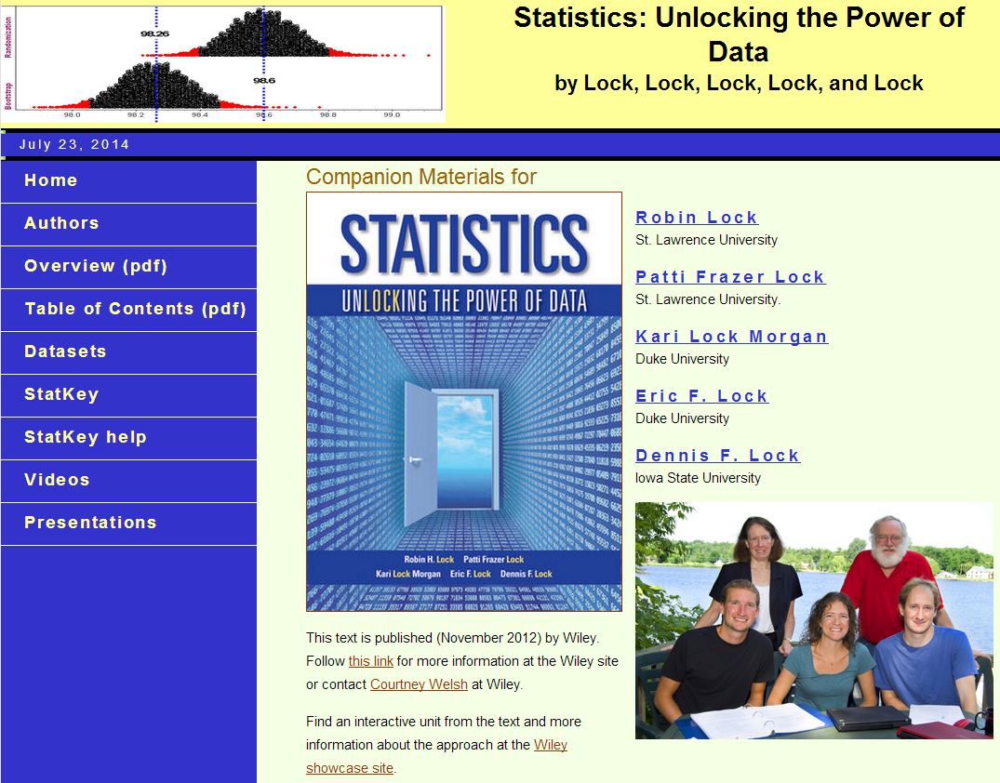 Randomization
98.26
Bootstrap
98.6
98.0 98.2 98.4 98.6 98.8 99.0
Statistics: Unlocking the Power of
Data
by Lock, Lock, Lock, Lock, and Lock
July 23, 2014
Home
Authors
Overview (pdf)
Table of Contents (pdf)
Datasets
StatKey
StatKey help
Videos
Presentations
Companion Materials for
STATISTICS
UNLOCKING THE POWER OF DATA
Robin H. Lock Patti Frazer Lock
Kari Lock Morgan Eric F. Lock Dennis F. Lock
This text is published (November 2012) by Wiley.
Follow this link for more information at the Wiley site
or contact Courtney Welsh at Wiley.
Find an interactive unit from the text and more
information about the approach at the Wiley
showcase site.
Robin Lock
St. Lawrence University
Patti Frazer Lock
St. Lawrence University.
Kari Lock Morgan
Duke University
Eric F. Lock
Duke University
Dennis F. Lock
Iowa State University